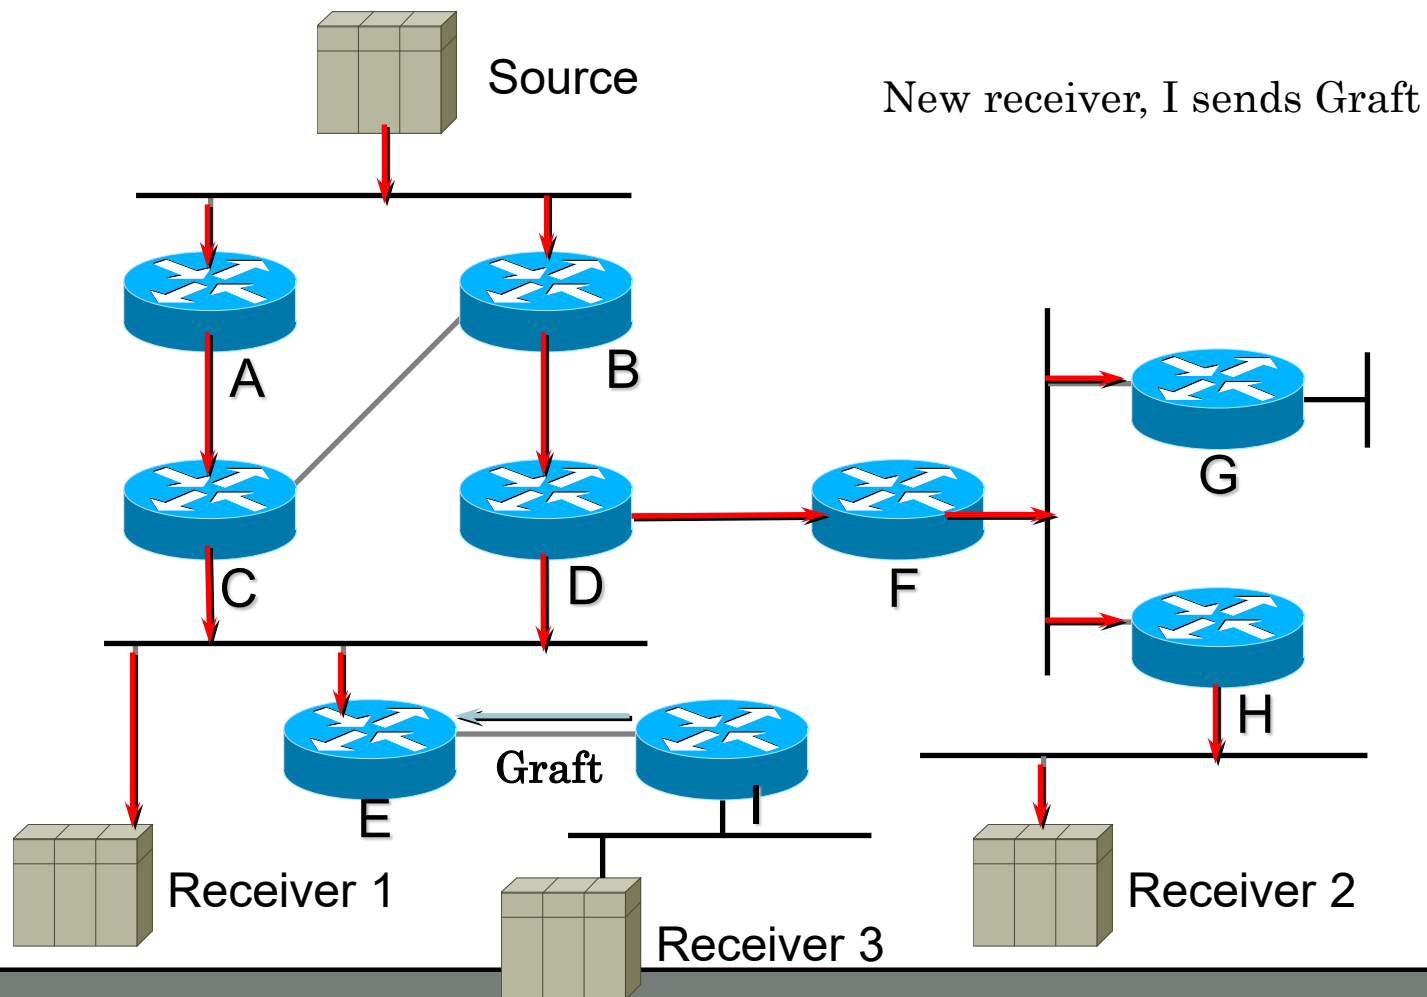 Source
New receiver, I sends Graft
A
B
G
C
D
F
H
Graft
E
I
Receiver 1
Receiver 2
Receiver 3